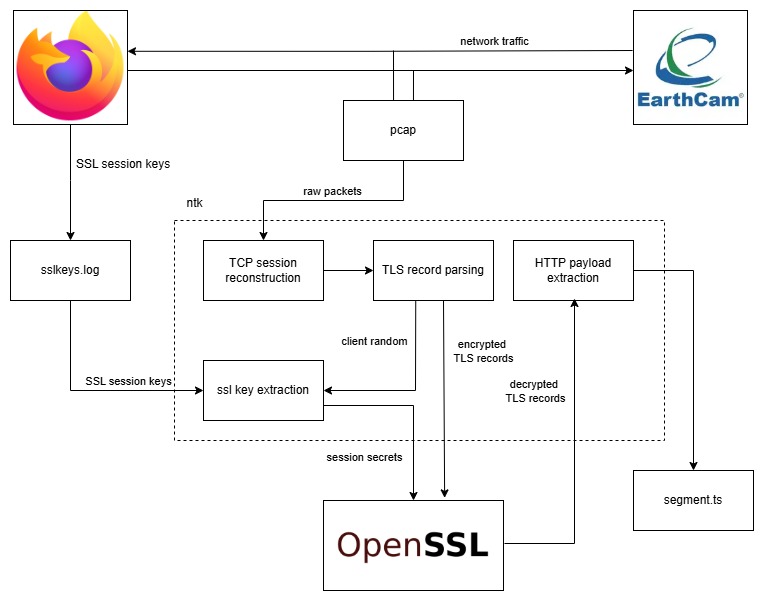 network traffic
EarthCam®
pcap
SSL session keys
raw packets
ntk
sslkeys.log
TCP session
reconstruction
TLS record parsing
HTTP payload
extraction
client random
encrypted
TLS records
decrypted
TLS records
SSL session keys
ssl key extraction
session secrets
segment.ts
OpenSSL